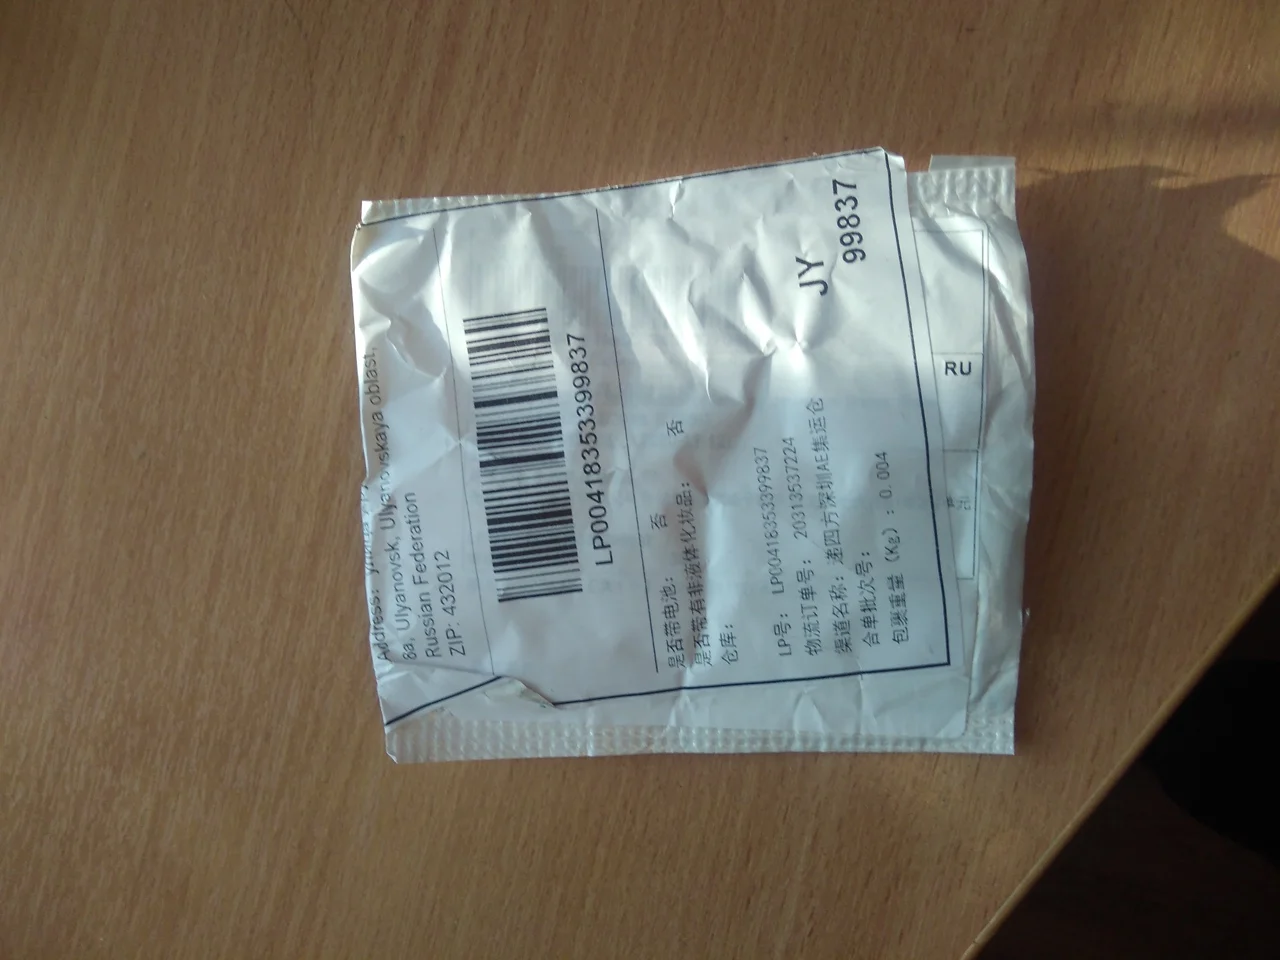 Address:
8a, Ulyanovsk, Ulyanovskaya oblast,
Russian Federation
ZIP: 432012
LP00418353399837
是否带电池: 否
是否带有非液体化妆品: 否
仓库:
LP号: LP00418353399837
物流订单号: 20313537224
渠道名称: 递四方深圳AE集运仓
合单批次号:
包裹重量 (Kg) : 0.004
JY
99837
RU